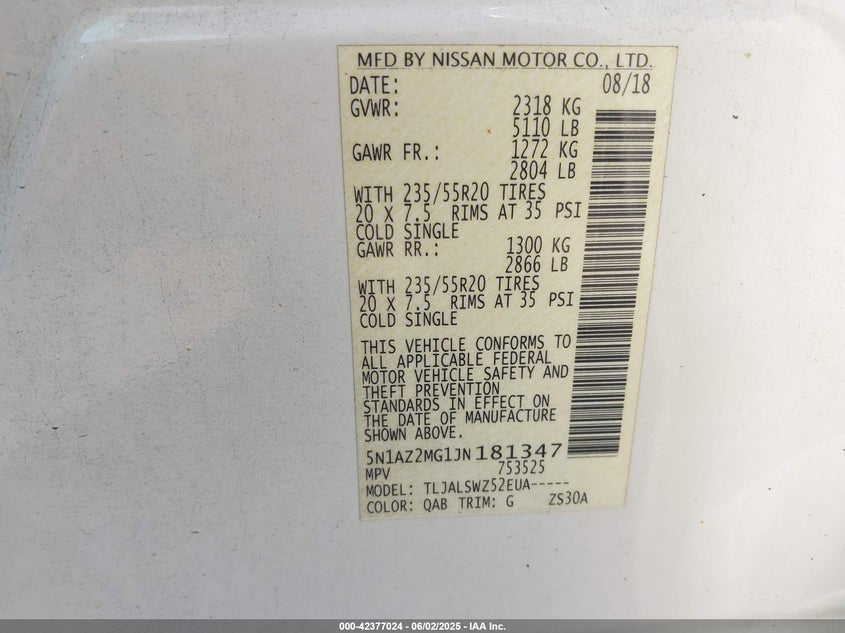 MFD BY NISSAN MOTOR CO., LTD.
DATE: 08/18
GVWR: 2318 KG
5110 LB
GAWR FR.: 1272 KG
2804 LB
WITH 235/55R20 TIRES
20 X 7.5 RIMS AT 35 PSI
COLD SINGLE
GAWR RR.: 1300 KG
2866 LB
WITH 235/55R20 TIRES
20 X 7.5 RIMS AT 35 PSI
COLD SINGLE
THIS VEHICLE CONFORMS TO
ALL APPLICABLE FEDERAL
MOTOR VEHICLE SAFETY AND
THEFT PREVENTION
STANDARDS IN EFFECT ON
THE DATE OF MANUFACTURE
SHOWN ABOVE.
5N1AZ2MG1JN181347
MPV 753525
MODEL: TLJALSWZ52EUA-----
COLOR: QAB TRIM: G ZS30A
000-42377024 - 06/02/2025 - IAA Inc.